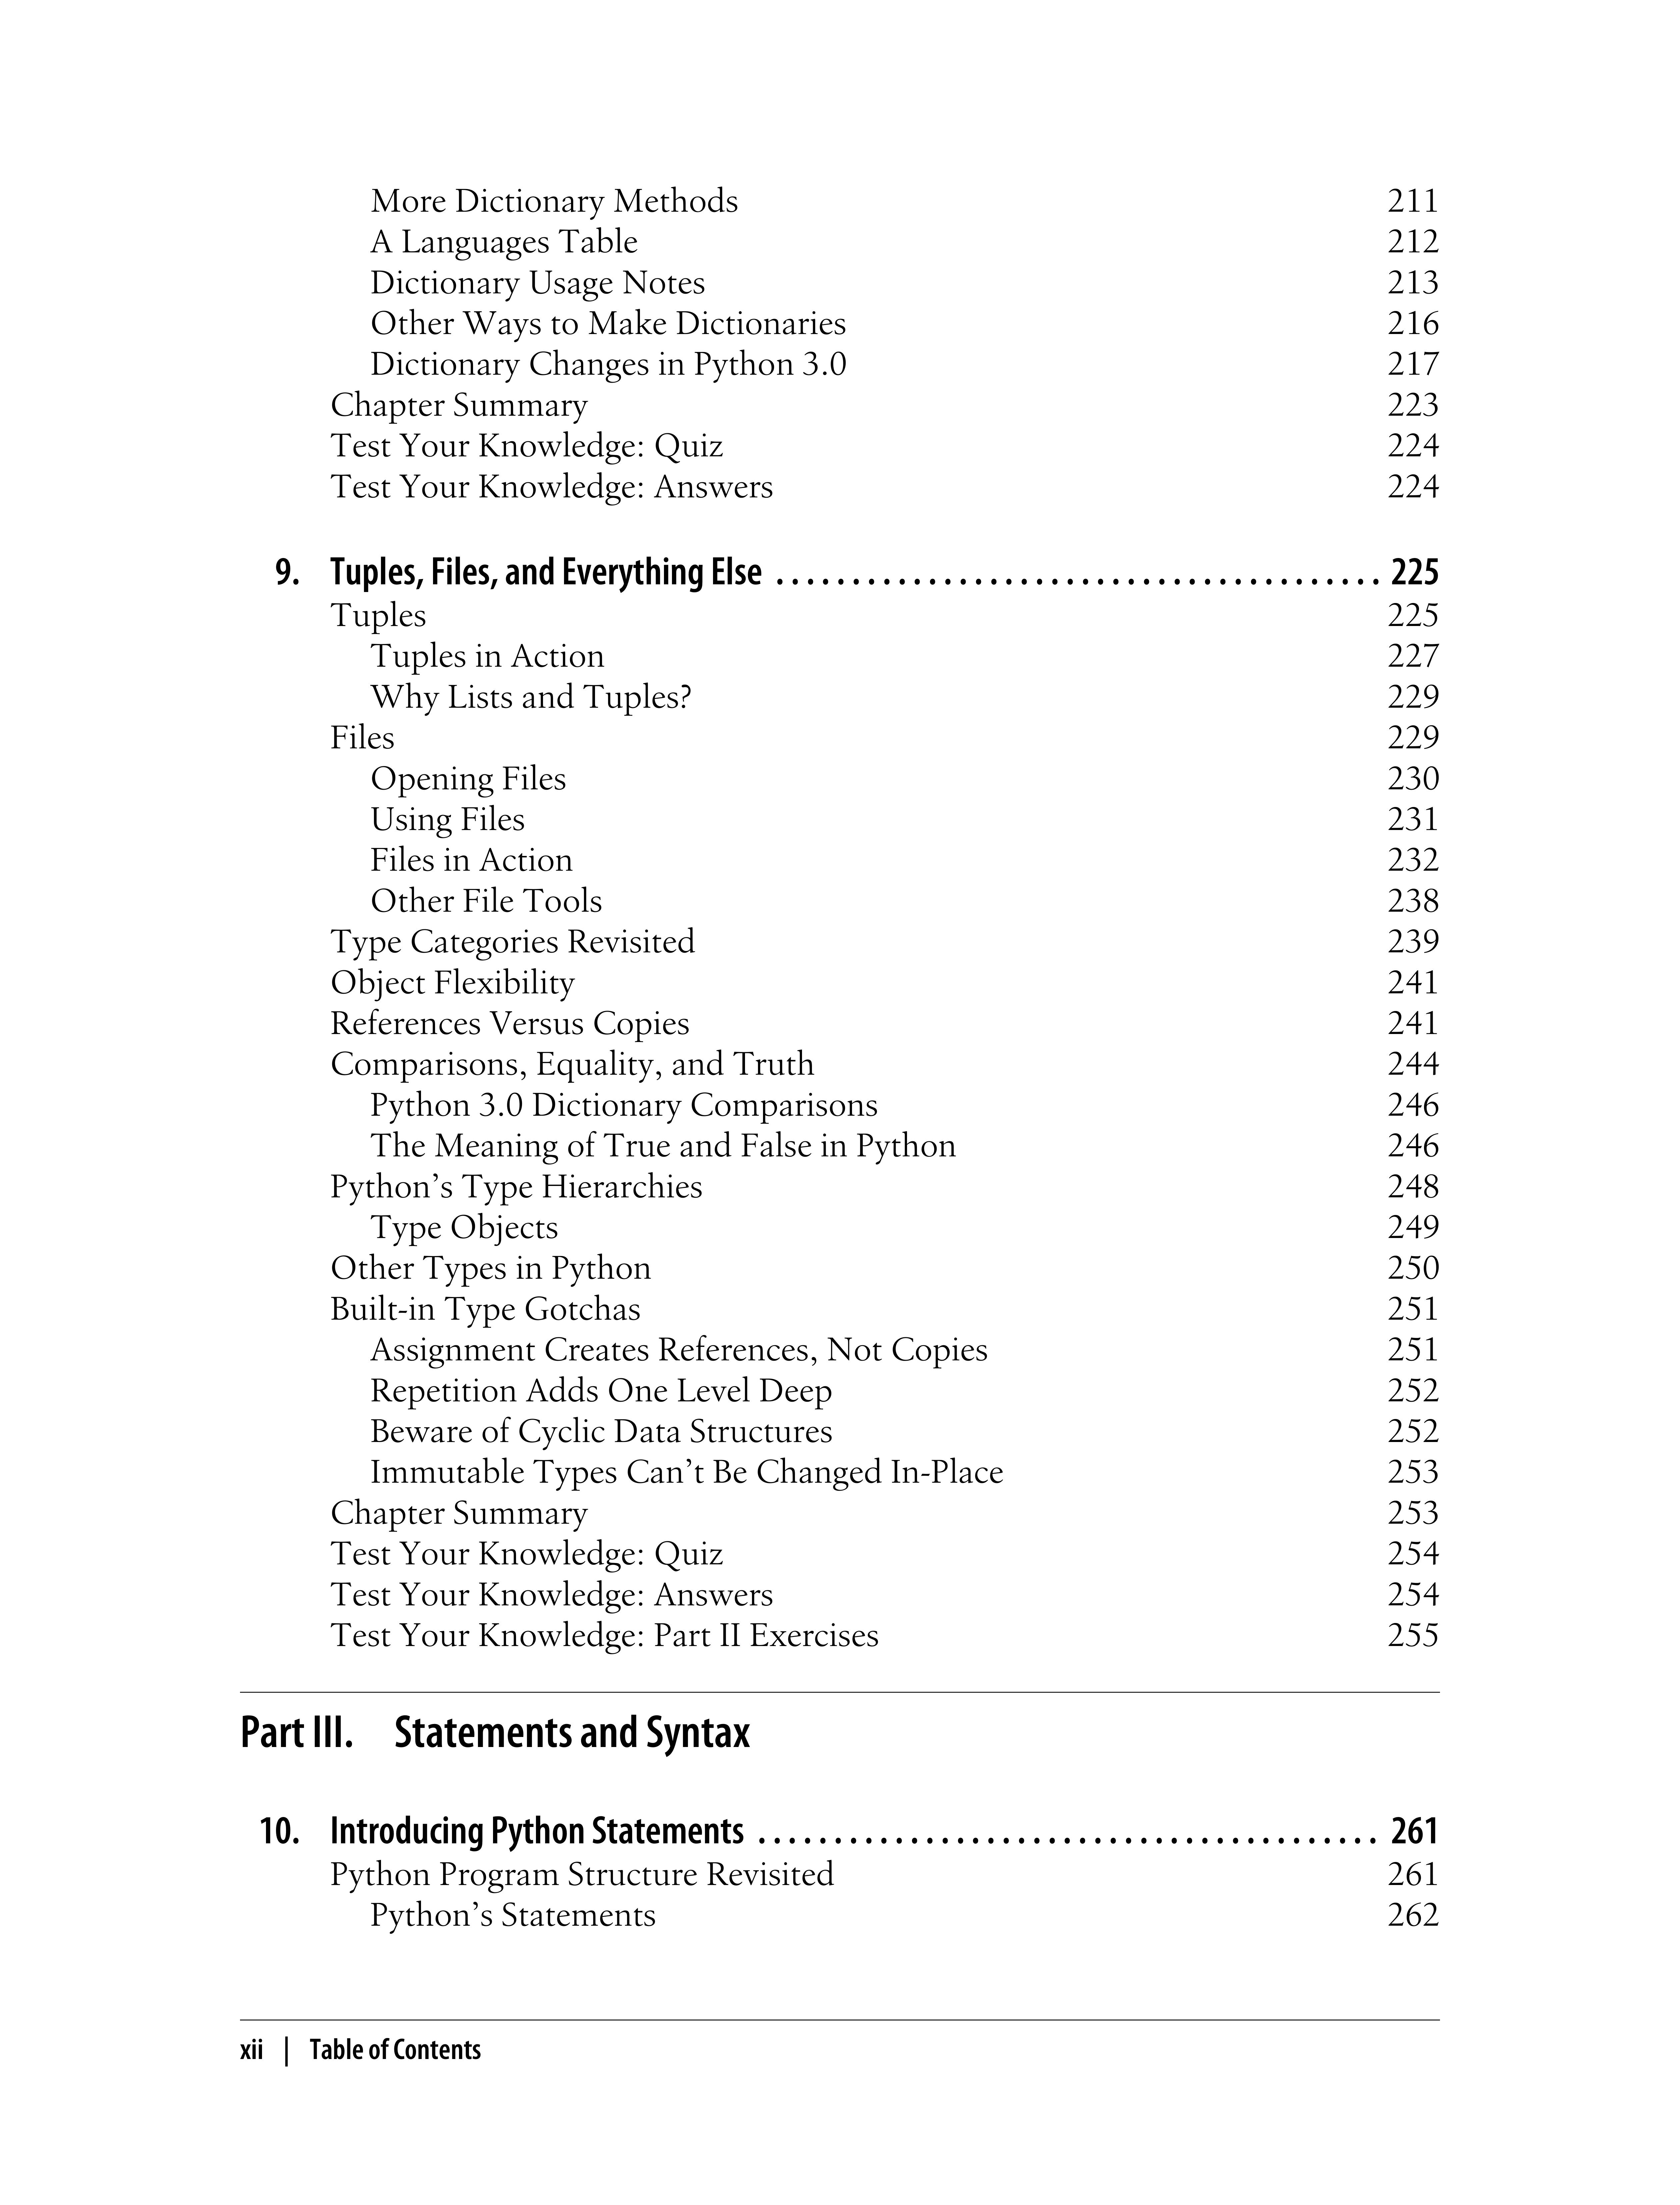 More Dictionary Methods 211
A Languages Table 212
Dictionary Usage Notes 213
Other Ways to Make Dictionaries 216
Dictionary Changes in Python 3.0 217
Chapter Summary 223
Test Your Knowledge: Quiz 224
Test Your Knowledge: Answers 224
9. Tuples, Files, and Everything Else . . . . . . . . . . . . . . . . . . . . . . . . . . . . . . . . . . . . . . . . 225
Tuples 225
Tuples in Action 227
Why Lists and Tuples? 229
Files 229
Opening Files 230
Using Files 231
Files in Action 232
Other File Tools 238
Type Categories Revisited 239
Object Flexibility 241
References Versus Copies 241
Comparisons, Equality, and Truth 244
Python 3.0 Dictionary Comparisons 246
The Meaning of True and False in Python 246
Python’s Type Hierarchies 248
Type Objects 249
Other Types in Python 250
Built-in Type Gotchas 251
Assignment Creates References, Not Copies 251
Repetition Adds One Level Deep 252
Beware of Cyclic Data Structures 252
Immutable Types Can’t Be Changed In-Place 253
Chapter Summary 253
Test Your Knowledge: Quiz 254
Test Your Knowledge: Answers 254
Test Your Knowledge: Part II Exercises 255
Part III. Statements and Syntax
10. Introducing Python Statements . . . . . . . . . . . . . . . . . . . . . . . . . . . . . . . . . . . . . . . . . 261
Python Program Structure Revisited 261
Python’s Statements 262
xii | Table of Contents